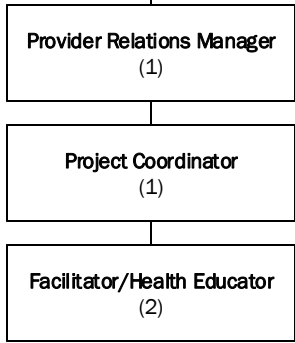 Provider Relations Manager
(1)
Project Coordinator
(1)
Facilitator/Health Educator
(2)